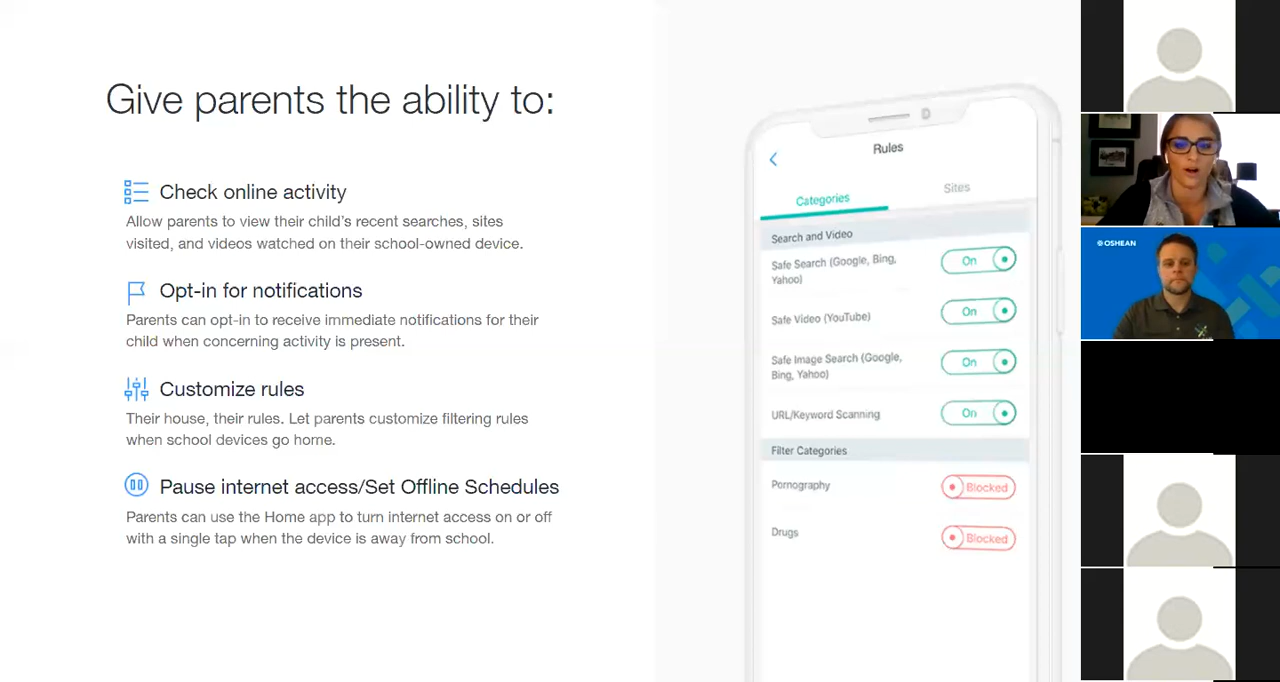 Give parents the ability to:
Check online activity
Allow parents to view their child's recent searches, sites
visited, and videos watched on their school-owned device.
Opt-in for notifications
Parents can opt-in to receive immediate notifications for their
child when concerning activity is present.
Customize rules
Their house, their rules. Let parents customize filtering rules
when school devices go home.
Pause internet access/Set Offline Schedules
Parents can use the Home app to turn internet access on or off
with a single tap when the device is away from school.
Rules
Categories
Sites
Search and Video
Safe Search (Google, Bing,
Yahoo)
On
Safe Video (YouTube)
On
Safe Image Search (Google,
Bing, Yahoo)
On
URL/Keyword Scanning
On
Filter Categories
Pornography
Blocked
Drugs
Blocked
OSHEAN